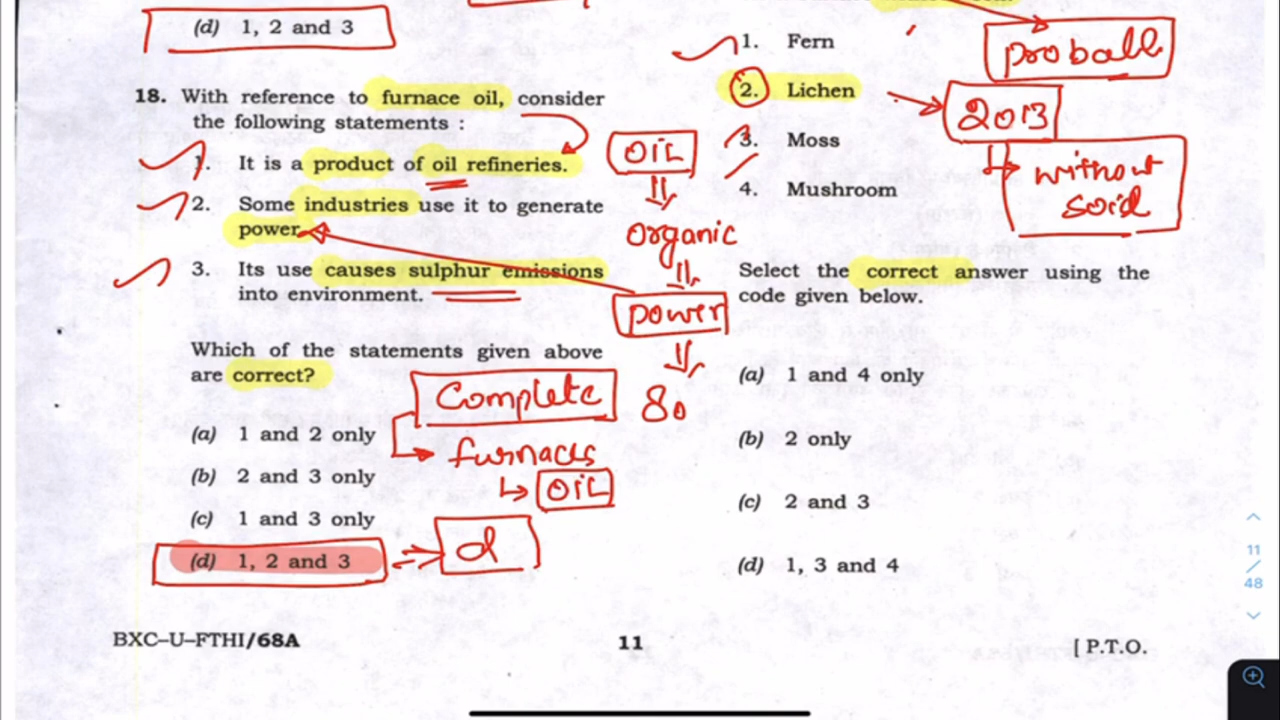 (d) 1, 2 and 3
18. With reference to furnace oil, consider
the following statements :
1. It is a product of oil refineries.
2. Some industries use it to generate
power.
3. Its use causes sulphur emissions
into environment.
Which of the statements given above
are correct?
(a) 1 and 2 only
(b) 2 and 3 only
(c) 1 and 3 only
(d) 1, 2 and 3
d
Complete
furnaces
OIL
OIL
organic
power
80
1. Fern
2. Lichen
3. Moss
4. Mushroom
proball
2013
without
soid
Select the correct answer using the
code given below.
(a) 1 and 4 only
(b) 2 only
(c) 2 and 3
(d) 1, 3 and 4
BXC–U–FTHI/68A
11
[ P.T.O.
11
/
48